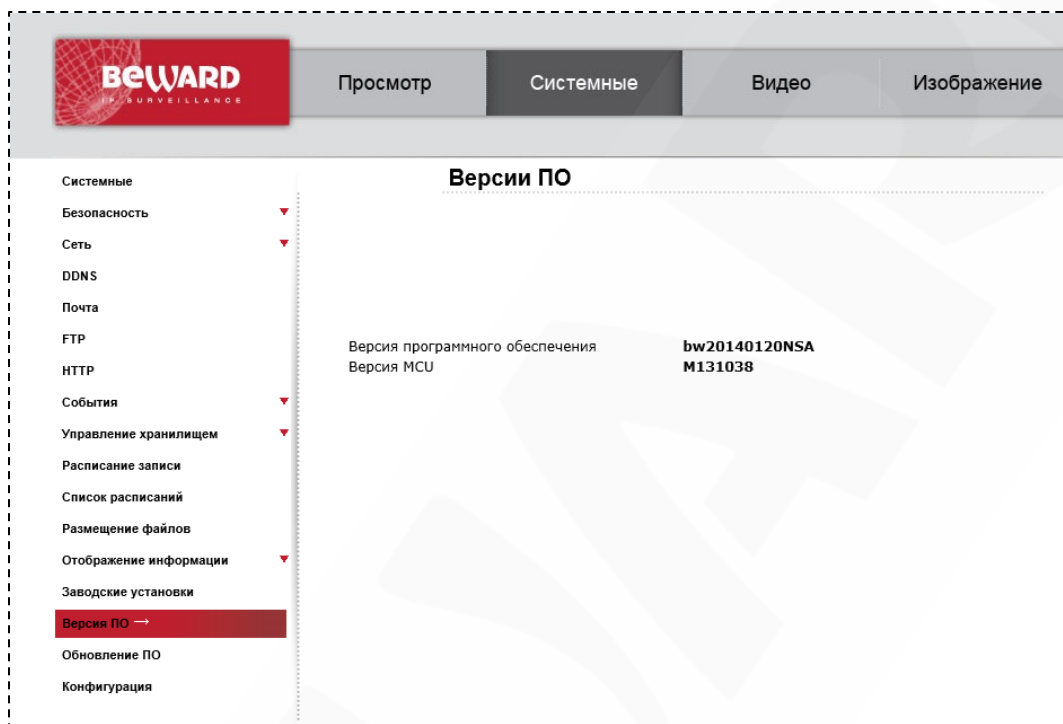 BEWARD
IP SURVEILLANCE
Просмотр
Системные
Видео
Изображение
Версии ПО
Системные
Безопасность
Сеть
DDNS
Почта
FTP
HTTP
События
Управление хранилищем
Расписание записи
Список расписаний
Размещение файлов
Отображение информации
Заводские установки
Версия ПО →
Обновление ПО
Конфигурация
Версия программного обеспечения bw20140120NSA
Версия MCU M131038